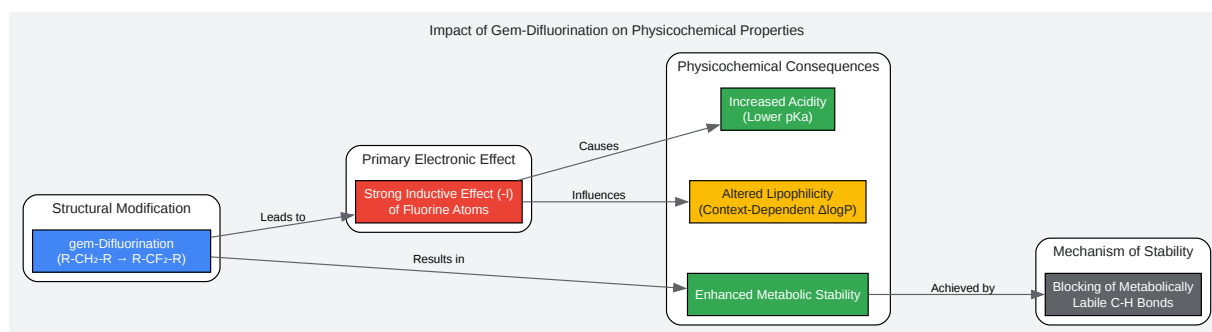 Impact of Gem-Difluorination on Physicochemical Properties
Structural Modification
gem-Difluorination
(R-CH₂-R → R-CF₂-R)
Leads to
Results in
Primary Electronic Effect
Strong Inductive Effect (-I)
of Fluorine Atoms
Causes
Influences
Physicochemical Consequences
Increased Acidity
(Lower pKa)
Altered Lipophilicity
(Context-Dependent ΔlogP)
Enhanced Metabolic Stability
Achieved by
Mechanism of Stability
Blocking of Metabolically
Labile C-H Bonds